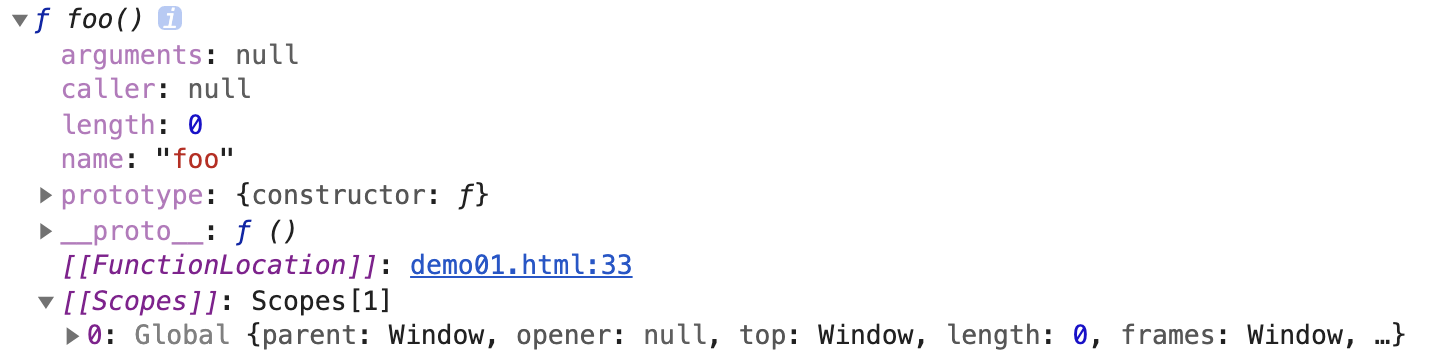 ▼ƒ foo() i
arguments: null
caller: null
length: 0
name: "foo"
▶prototype: {constructor: ƒ}
▶__proto__: ƒ ()
[[FunctionLocation]]: demo01.html:33
▼[[Scopes]]: Scopes[1]
▶0: Global {parent: Window, opener: null, top: Window, length: 0, frames: Window, …}